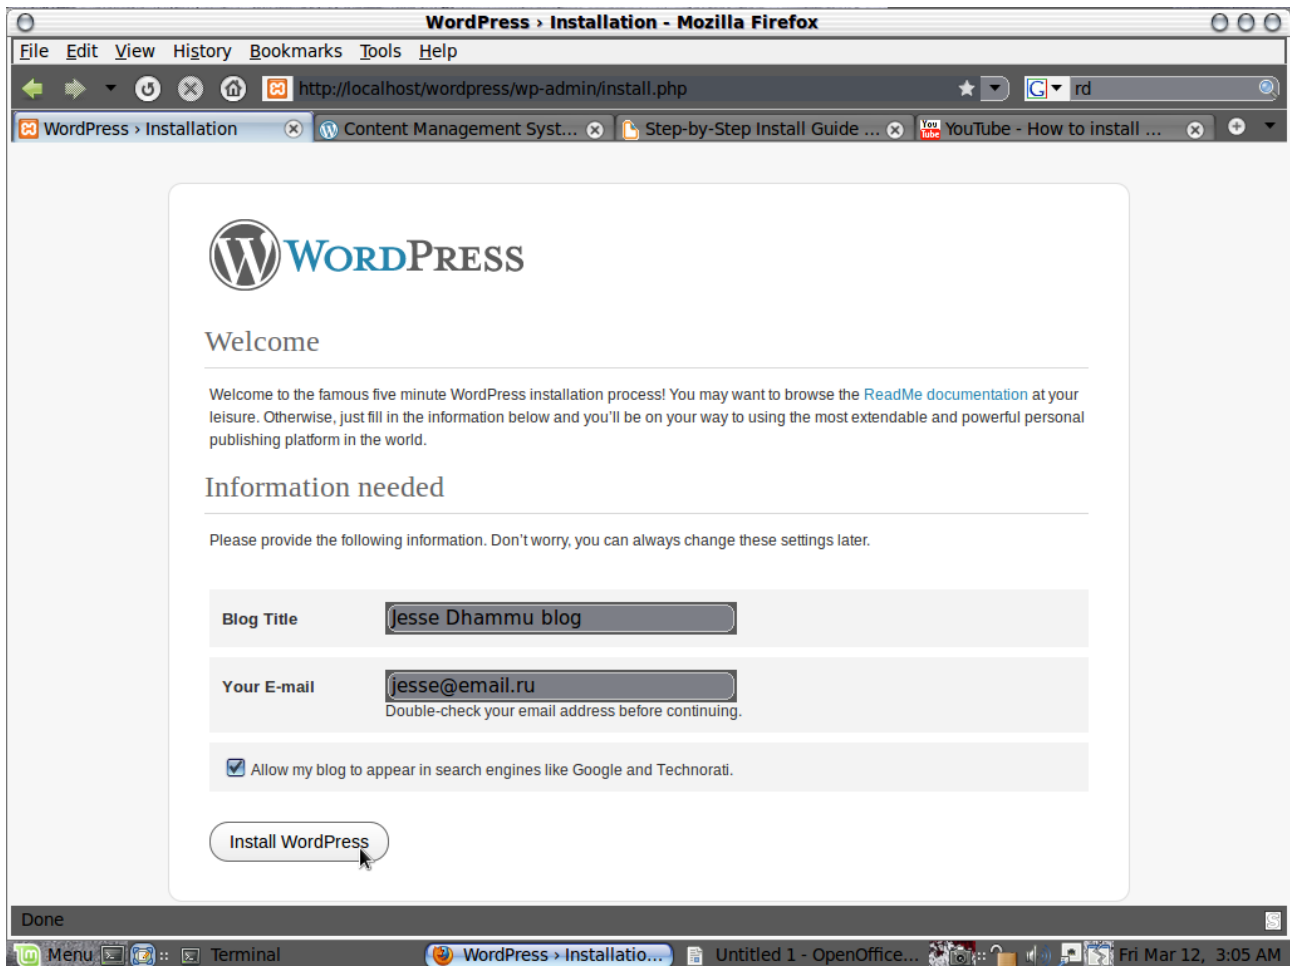 WordPress › Installation - Mozilla Firefox
File Edit View History Bookmarks Tools Help
http://localhost/wordpress/wp-admin/install.php G rd
WordPress › Installation Content Management Syst... Step-by-Step Install Guide ... You Tube YouTube - How to install ...
WORDPRESS
Welcome
Welcome to the famous five minute WordPress installation process! You may want to browse the ReadMe documentation at your
leisure. Otherwise, just fill in the information below and you'll be on your way to using the most extendable and powerful personal
publishing platform in the world.
Information needed
Please provide the following information. Don't worry, you can always change these settings later.
Blog Title Jesse Dhammu blog
Your E-mail jesse@email.ru
Double-check your email address before continuing.
Allow my blog to appear in search engines like Google and Technorati.
Install WordPress
Done
Menu Terminal WordPress › Installatio... Untitled 1 - OpenOffice... Fri Mar 12, 3:05 AM